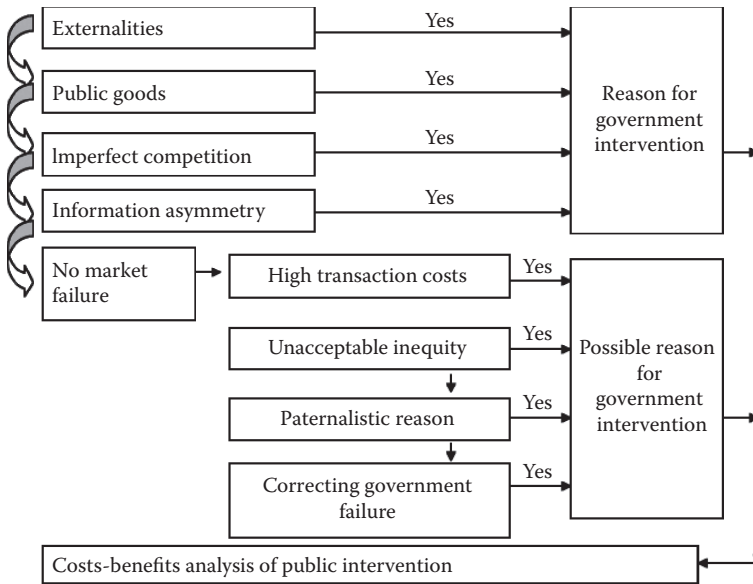 Externalities
Yes
Public goods
Yes
Imperfect competition
Yes
Information asymmetry
Yes
Reason for
government
intervention
No market
failure
High transaction costs
Yes
Unacceptable inequity
Yes
Paternalistic reason
Yes
Correcting government
failure
Yes
Possible reason
for
government
intervention
Costs-benefits analysis of public intervention